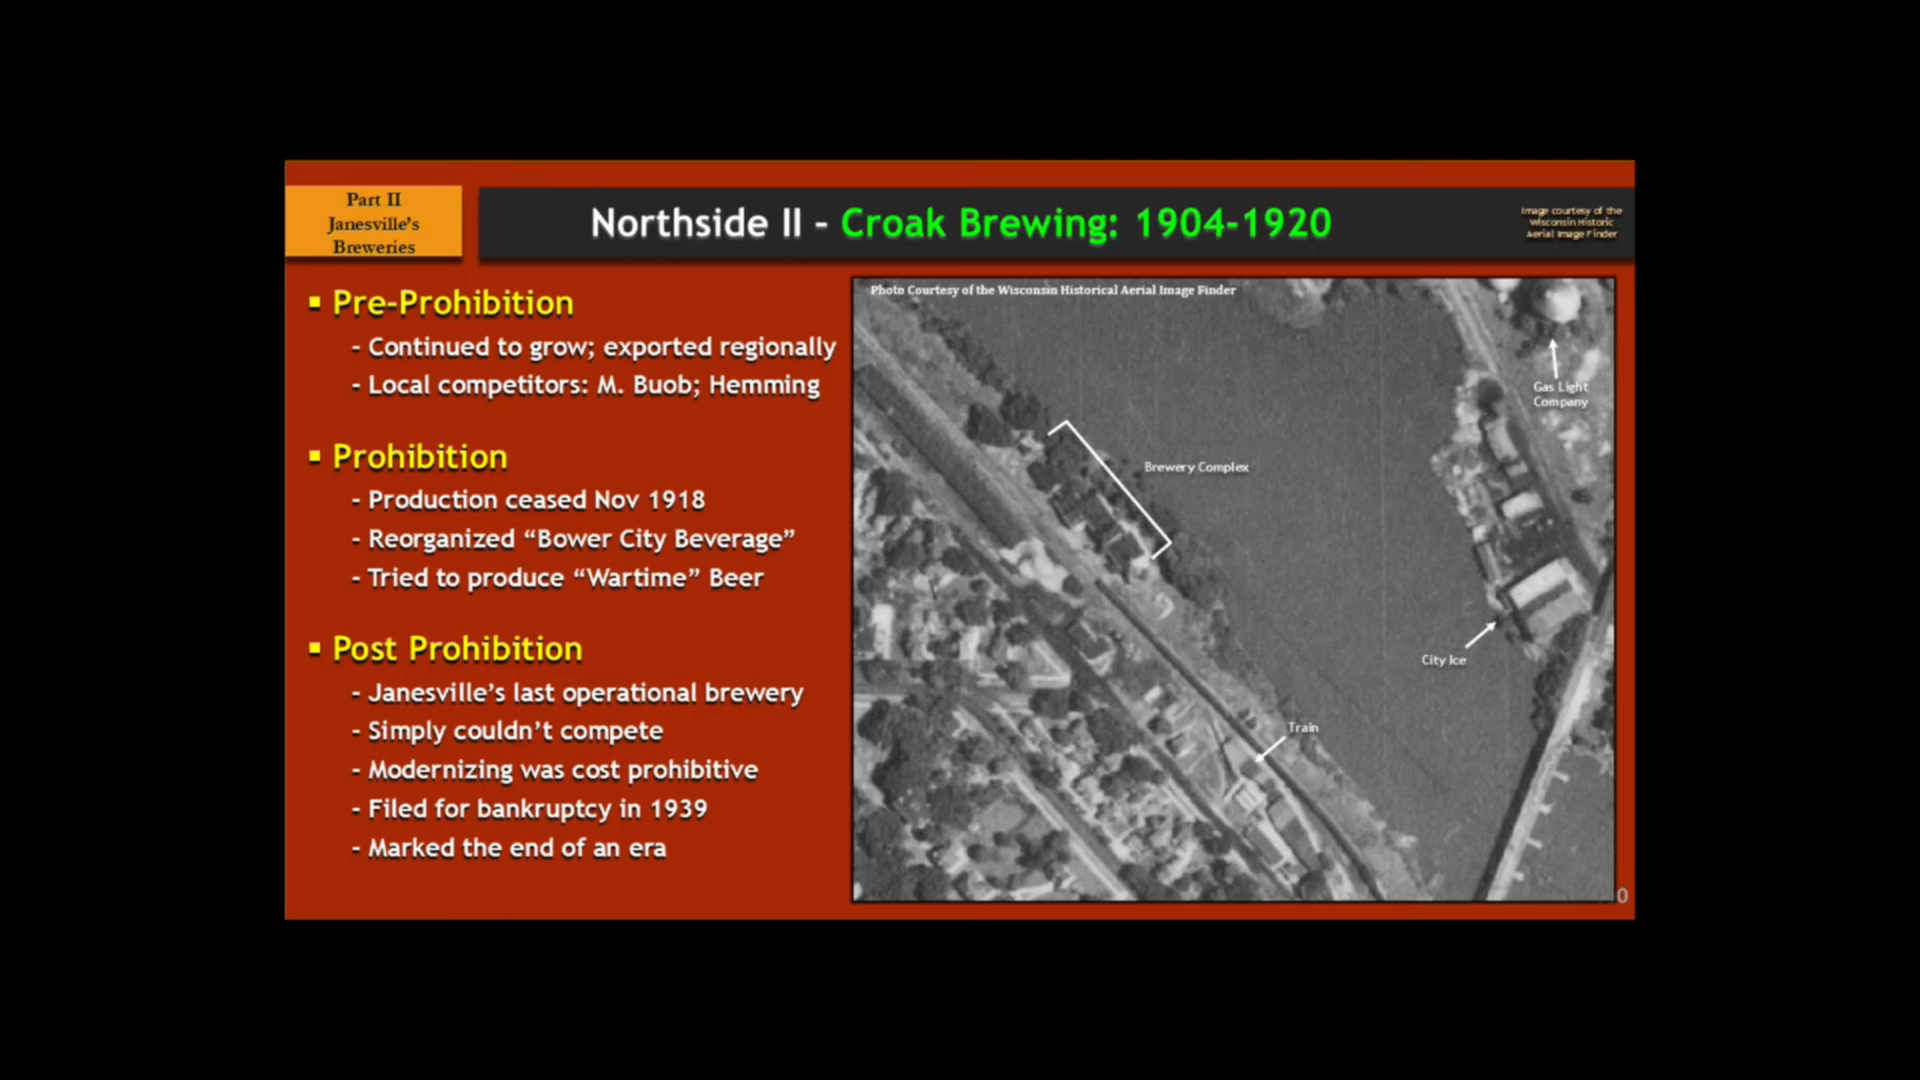 Part II
Janesville's
Breweries
Northside II - Croak Brewing: 1904-1920
Image courtesy of the
Wisconsin Historic
Aerial Image Finder
▪ Pre-Prohibition
- Continued to grow; exported regionally
- Local competitors: M. Buob; Hemming
▪ Prohibition
- Production ceased Nov 1918
- Reorganized “Bower City Beverage”
- Tried to produce “Wartime” Beer
▪ Post Prohibition
- Janesville’s last operational brewery
- Simply couldn’t compete
- Modernizing was cost prohibitive
- Filed for bankruptcy in 1939
- Marked the end of an era
Photo Courtesy of the Wisconsin Historical Aerial Image Finder
Gas Light
Company
Brewery Complex
City Ice
Train
0